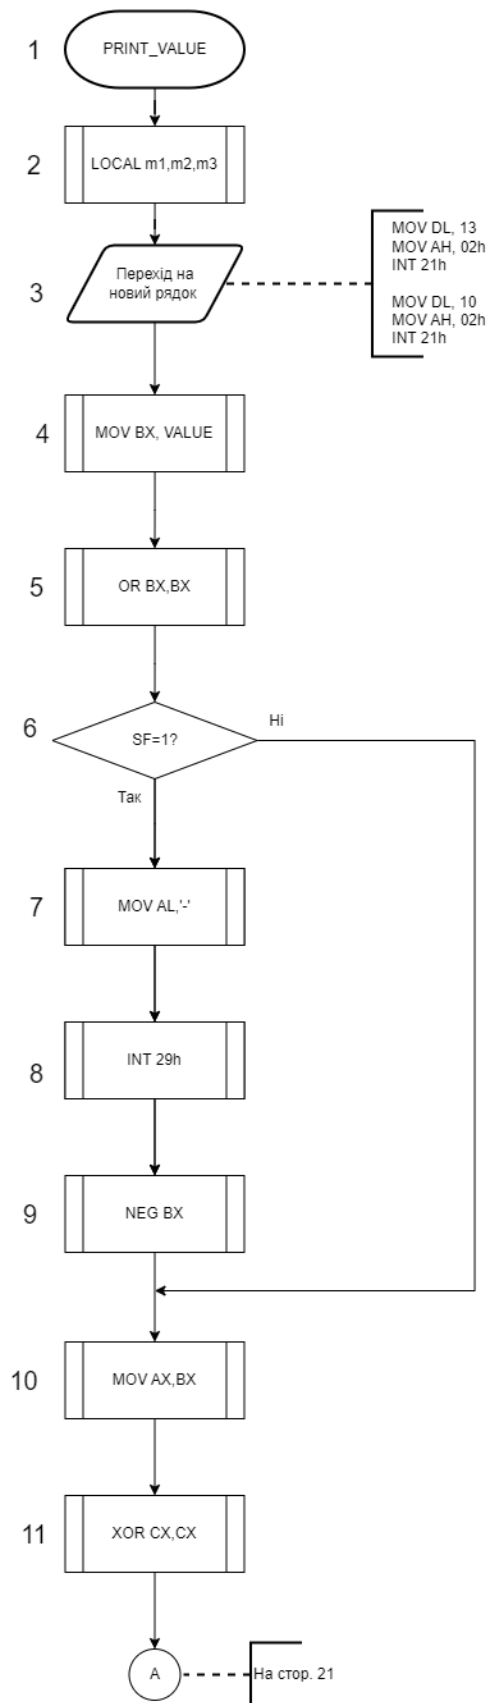 1
PRINT_VALUE
2
LOCAL m1,m2,m3
3
Перехід на
новий рядок
MOV DL, 13
MOV AH, 02h
INT 21h
MOV DL, 10
MOV AH, 02h
INT 21h
4
MOV BX, VALUE
5
OR BX,BX
6
SF=1?
Ні
Так
7
MOV AL,'-'
8
INT 29h
9
NEG BX
10
MOV AX,BX
11
XOR CX,CX
A
На стор. 21